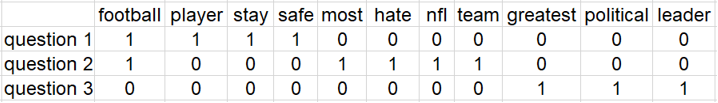 football player stay safe most hate nfl team greatest political leader
question 1 1 1 1 1 0 0 0 0 0 0 0
question 2 1 0 0 0 1 1 1 1 0 0 0
question 3 0 0 0 0 0 0 0 0 1 1 1